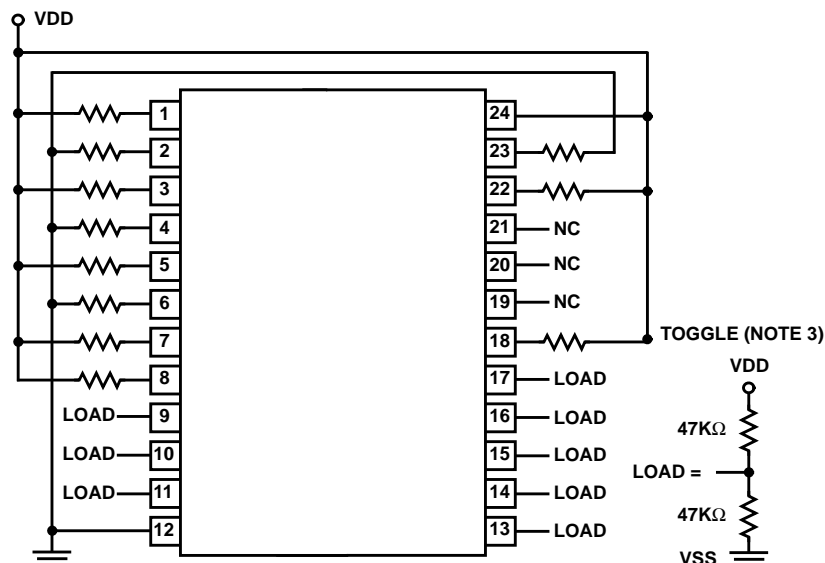 VDD
1 24
2 23
3 22
4 21 NC
5 20 NC
6 19 NC
7 18 TOGGLE (NOTE 3)
8 17 LOAD
LOAD 9 16 LOAD
LOAD 10 15 LOAD
LOAD 11 14 LOAD
12 13 LOAD
VDD
47KΩ
LOAD =
47KΩ
VSS